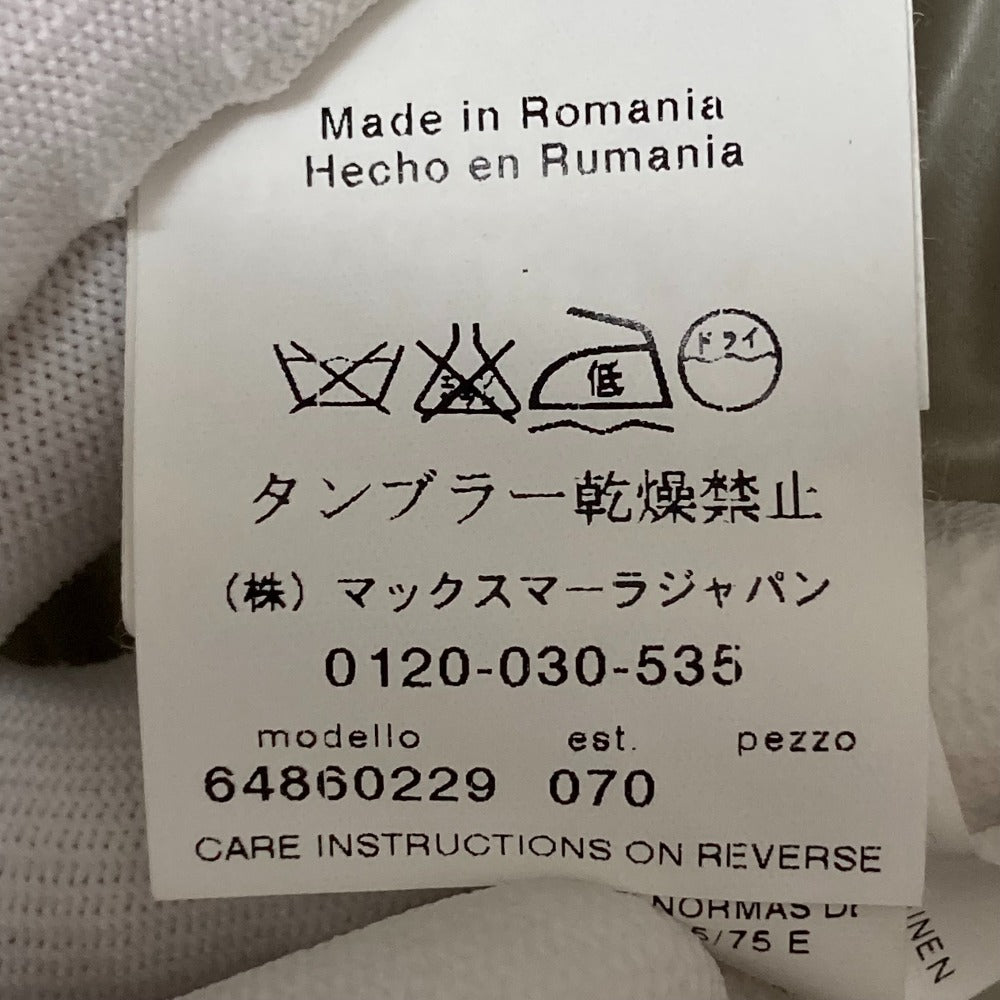 Made in Romania
Hecho en Rumania
低 ドライ
タンブラー乾燥禁止
(株) マックスマーラジャパン
0120-030-535
modello est. pezzo
64860229 070
CARE INSTRUCTIONS ON REVERSE
NORMAS
/75 E